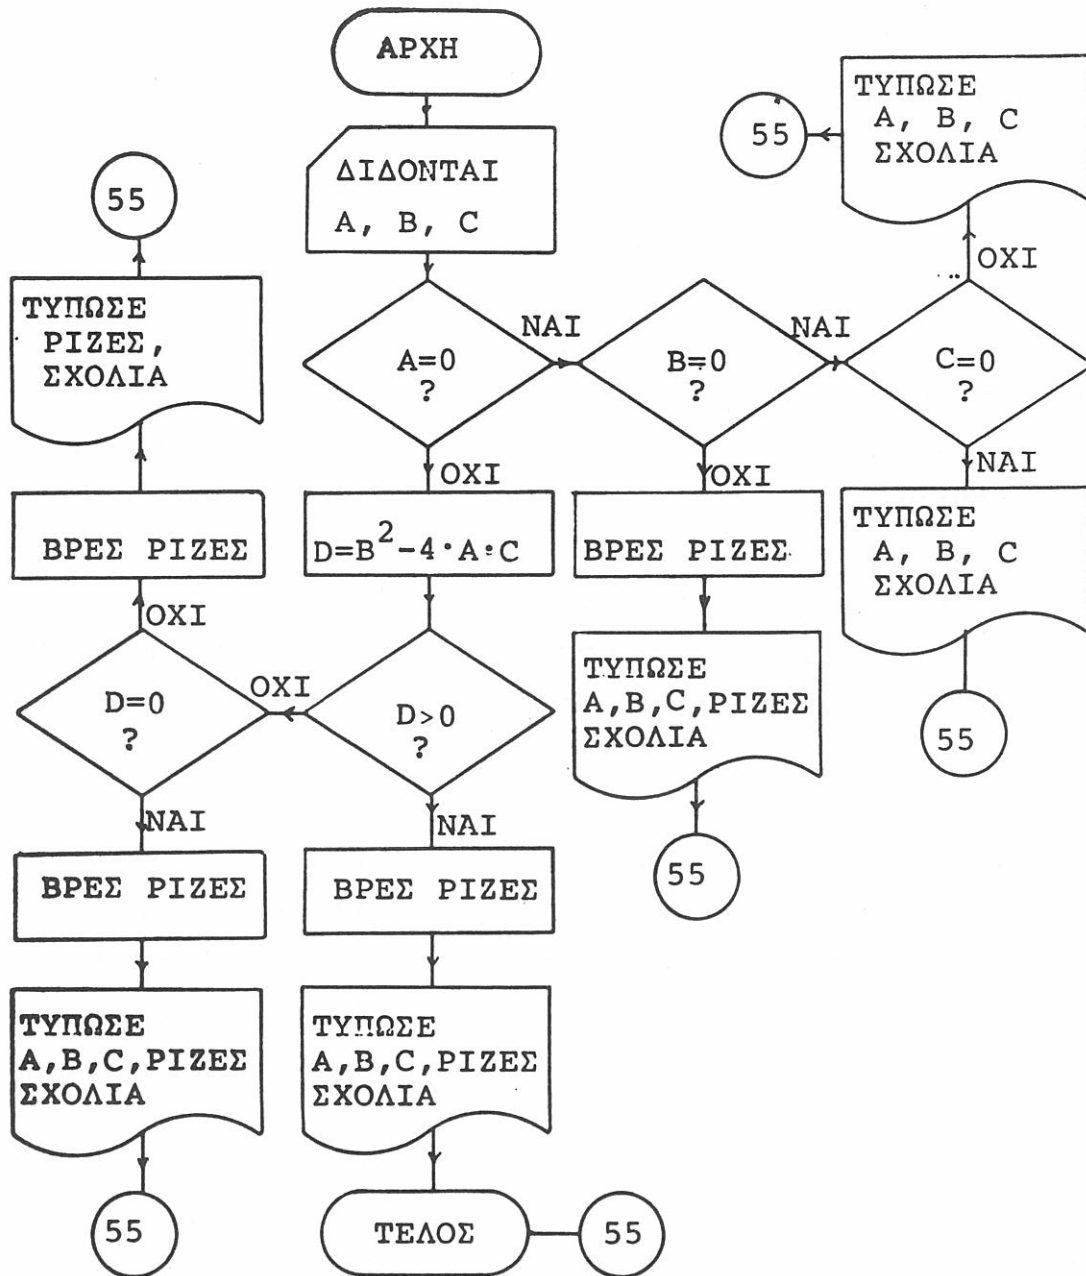 ΑΡΧΗ
ΔΙΔΟΝΤΑΙ
Α, Β, C
Α=0
?
ΝΑΙ
Β=0
?
ΝΑΙ
C=0
?
ΟΧΙ
ΤΥΠΩΣΕ
Α, Β, C
ΣΧΟΛΙΑ
55
ΝΑΙ
ΤΥΠΩΣΕ
Α, Β, C
ΣΧΟΛΙΑ
55
ΟΧΙ
ΒΡΕΣ ΡΙΖΕΣ
ΤΥΠΩΣΕ
Α,Β,C,ΡΙΖΕΣ
ΣΧΟΛΙΑ
55
ΟΧΙ
D=B²-4·A·C
D>0
?
ΟΧΙ
D=0
?
ΟΧΙ
ΒΡΕΣ ΡΙΖΕΣ
ΤΥΠΩΣΕ
ΡΙΖΕΣ,
ΣΧΟΛΙΑ
55
ΝΑΙ
ΒΡΕΣ ΡΙΖΕΣ
ΤΥΠΩΣΕ
Α,Β,C,ΡΙΖΕΣ
ΣΧΟΛΙΑ
55
ΝΑΙ
ΒΡΕΣ ΡΙΖΕΣ
ΤΥΠΩΣΕ
Α,Β,C,ΡΙΖΕΣ
ΣΧΟΛΙΑ
ΤΕΛΟΣ
55